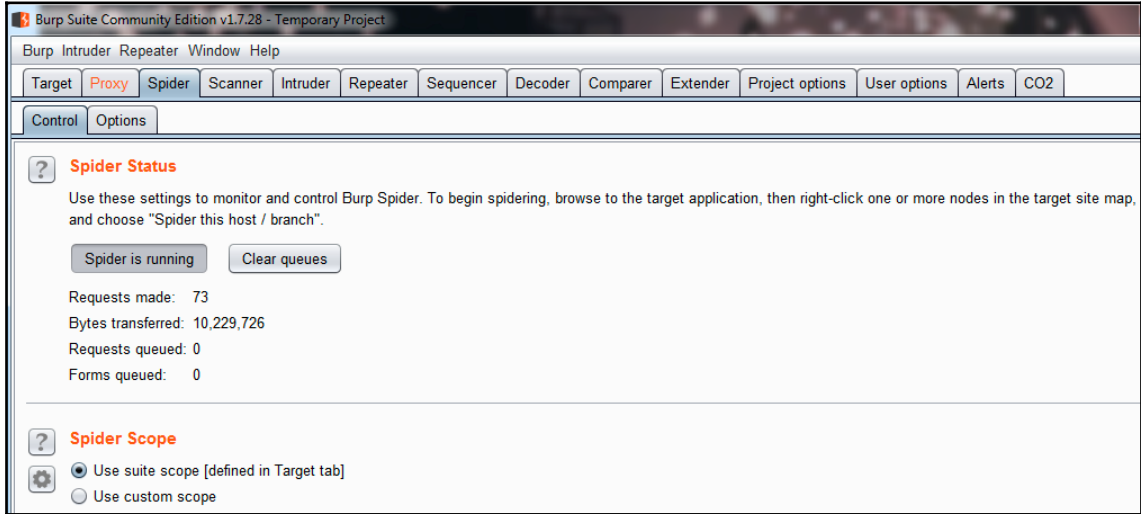 Burp Suite Community Edition v1.7.28 - Temporary Project
Burp Intruder Repeater Window Help
Target Proxy Spider Scanner Intruder Repeater Sequencer Decoder Comparer Extender Project options User options Alerts CO2
Control Options
? Spider Status
Use these settings to monitor and control Burp Spider. To begin spidering, browse to the target application, then right-click one or more nodes in the target site map,
and choose "Spider this host / branch".
Spider is running Clear queues
Requests made: 73
Bytes transferred: 10,229,726
Requests queued: 0
Forms queued: 0
? Spider Scope
Use suite scope [defined in Target tab]
Use custom scope